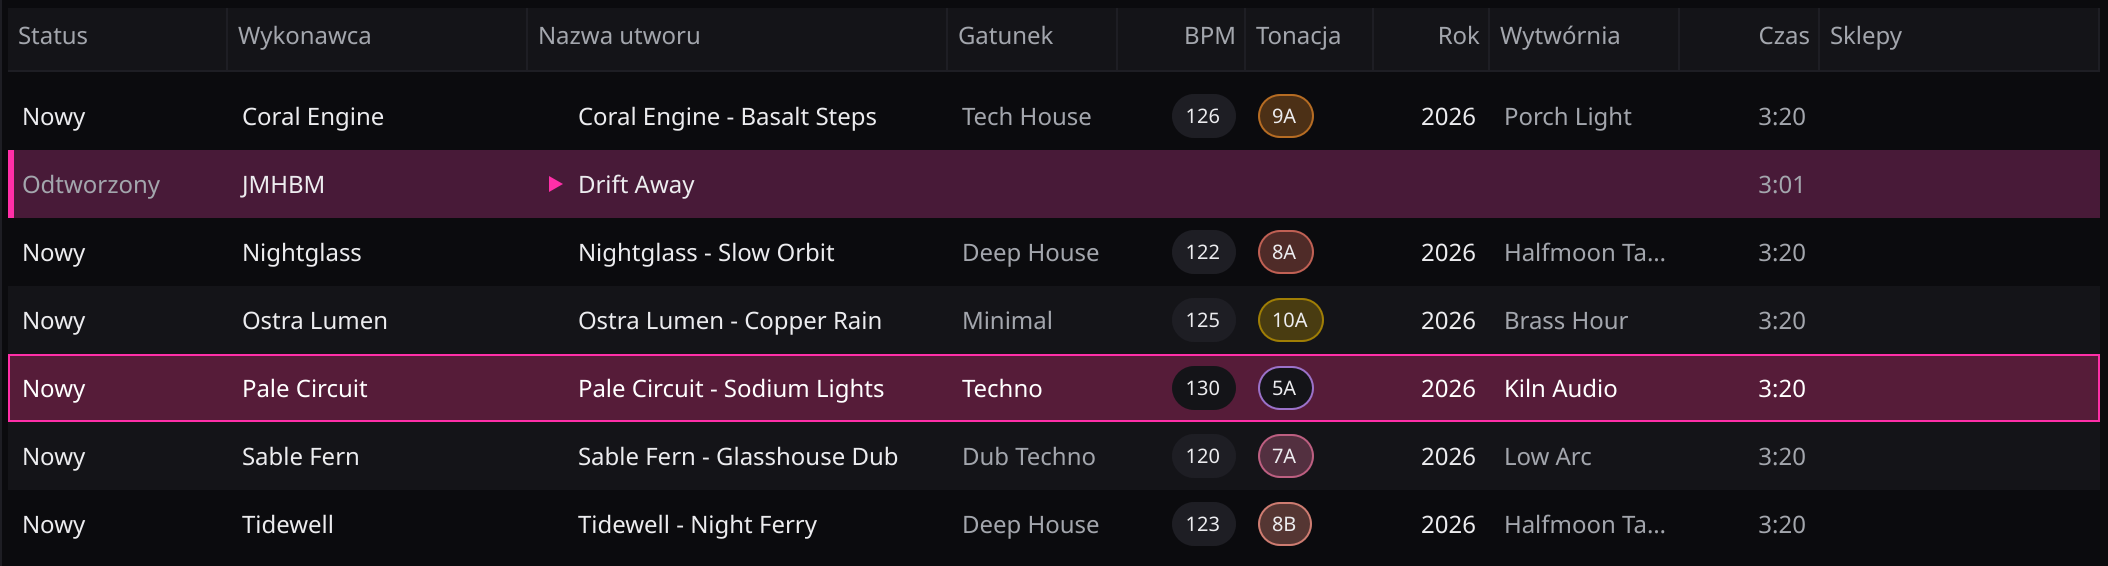 Status Wykonawca Nazwa utworu Gatunek BPM Tonacja Rok Wytwórnia Czas Sklepy
Nowy Coral Engine Coral Engine - Basalt Steps Tech House 126 9A 2026 Porch Light 3:20
Odtworzony JMHBM Drift Away 3:01
Nowy Nightglass Nightglass - Slow Orbit Deep House 122 8A 2026 Halfmoon Ta... 3:20
Nowy Ostra Lumen Ostra Lumen - Copper Rain Minimal 125 10A 2026 Brass Hour 3:20
Nowy Pale Circuit Pale Circuit - Sodium Lights Techno 130 5A 2026 Kiln Audio 3:20
Nowy Sable Fern Sable Fern - Glasshouse Dub Dub Techno 120 7A 2026 Low Arc 3:20
Nowy Tidewell Tidewell - Night Ferry Deep House 123 8B 2026 Halfmoon Ta... 3:20